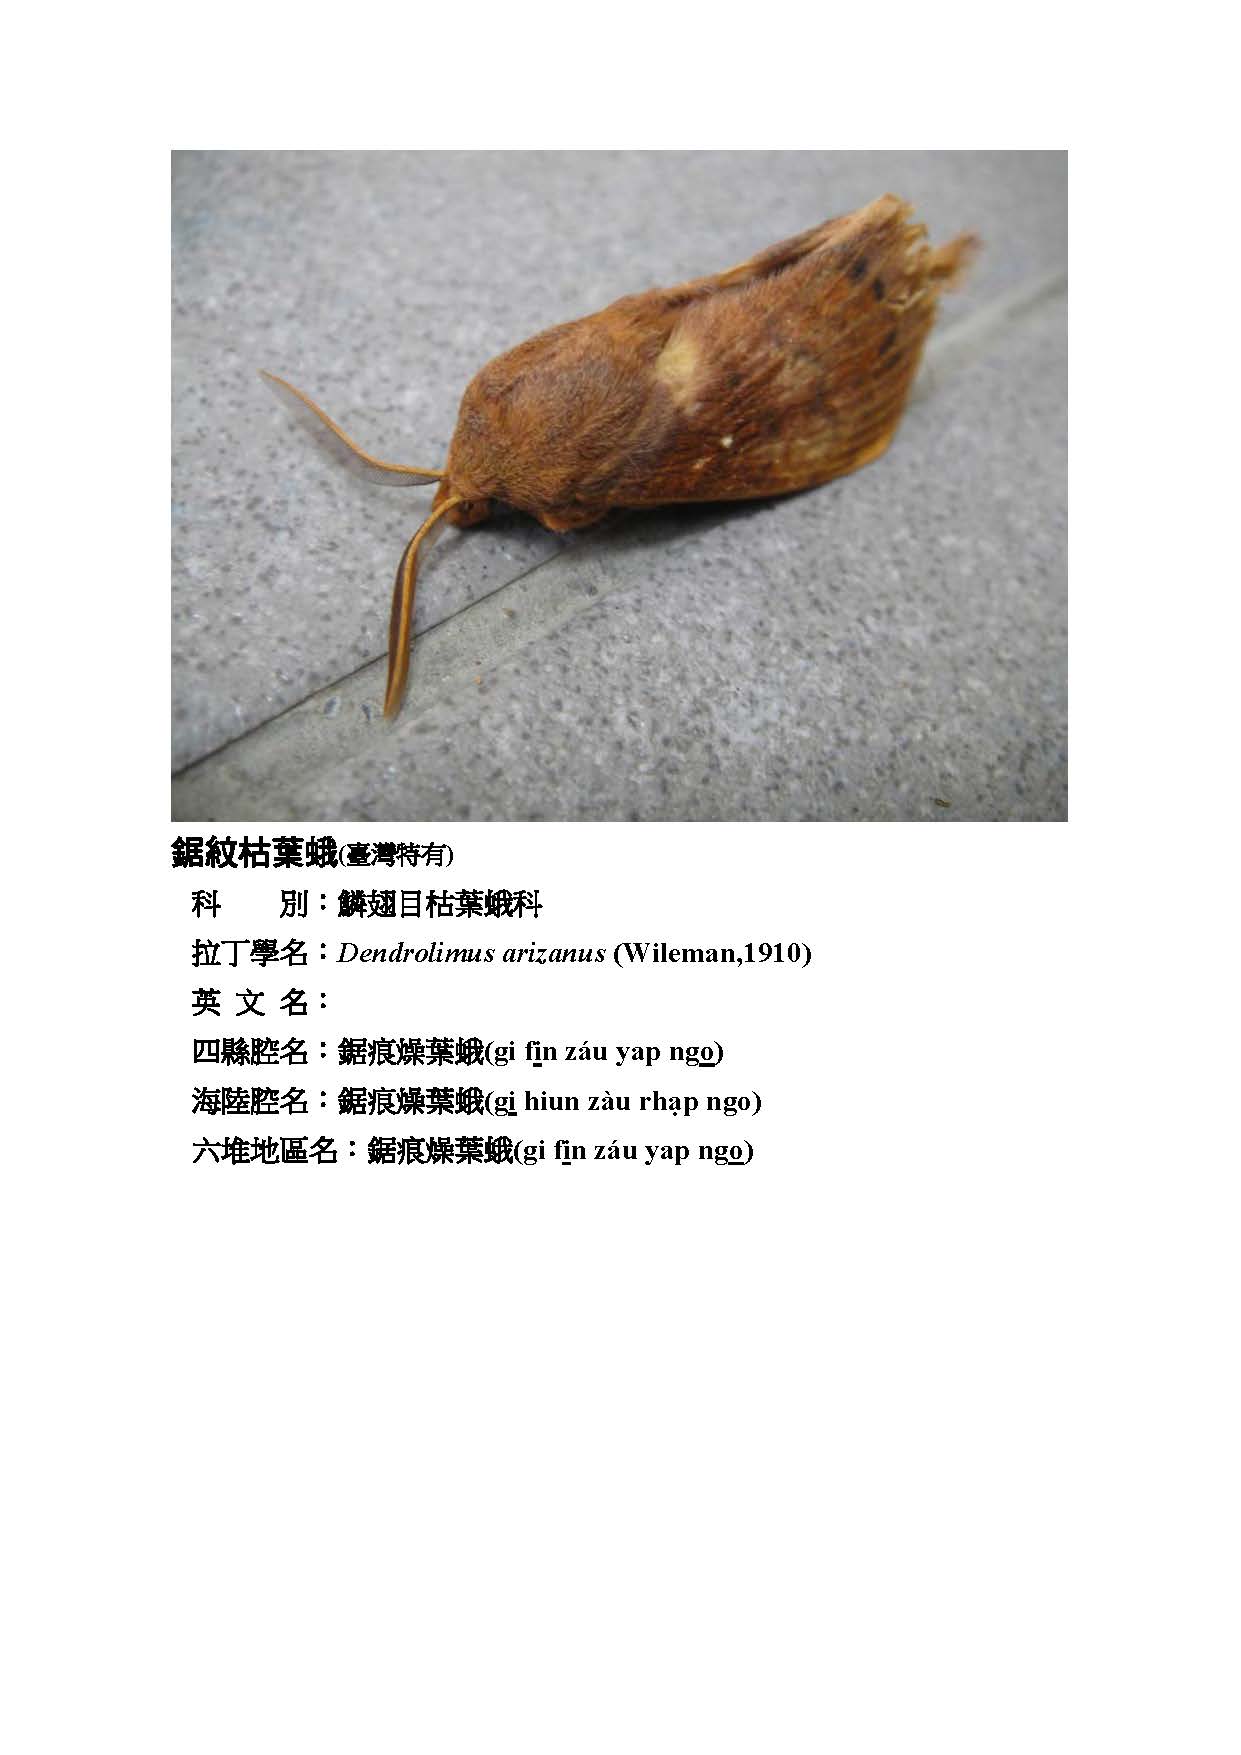 鋸紋枯葉蛾(臺灣特有)
科　　別：鱗翅目枯葉蛾科
拉丁學名：Dendrolimus arizanus (Wileman,1910)
英 文 名：
四縣腔名：鋸痕燥葉蛾(gi fi̲n záu yap ngo̲)
海陸腔名：鋸痕燥葉蛾(gi̲ hiun zàu rhạp ngo)
六堆地區名：鋸痕燥葉蛾(gi fi̲n záu yap ngo̲)